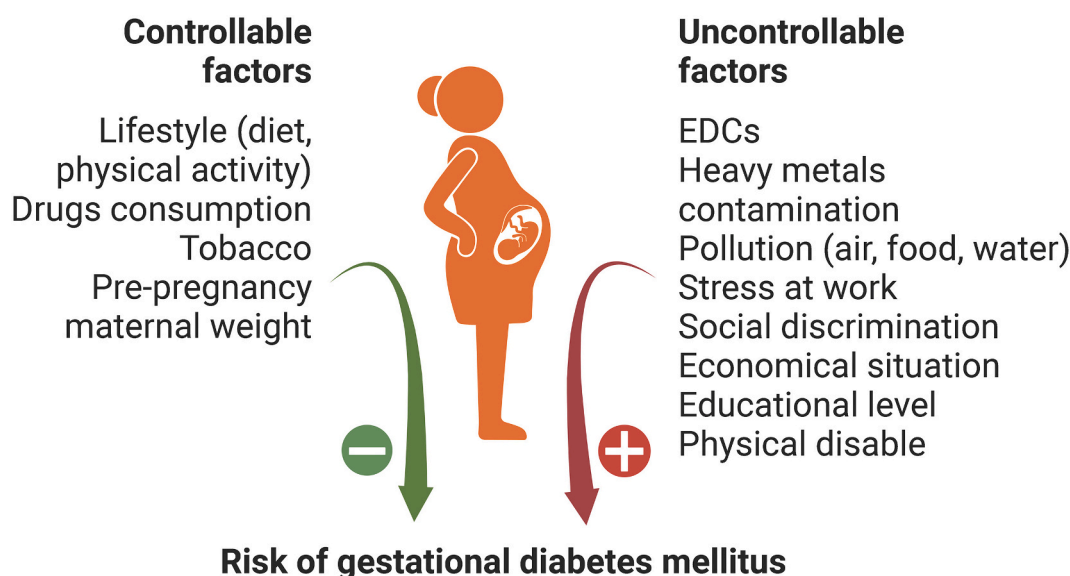 Controllable
factors
Lifestyle (diet,
physical activity)
Drugs consumption
Tobacco
Pre-pregnancy
maternal weight
Uncontrollable
factors
EDCs
Heavy metals
contamination
Pollution (air, food, water)
Stress at work
Social discrimination
Economical situation
Educational level
Physical disable
Risk of gestational diabetes mellitus